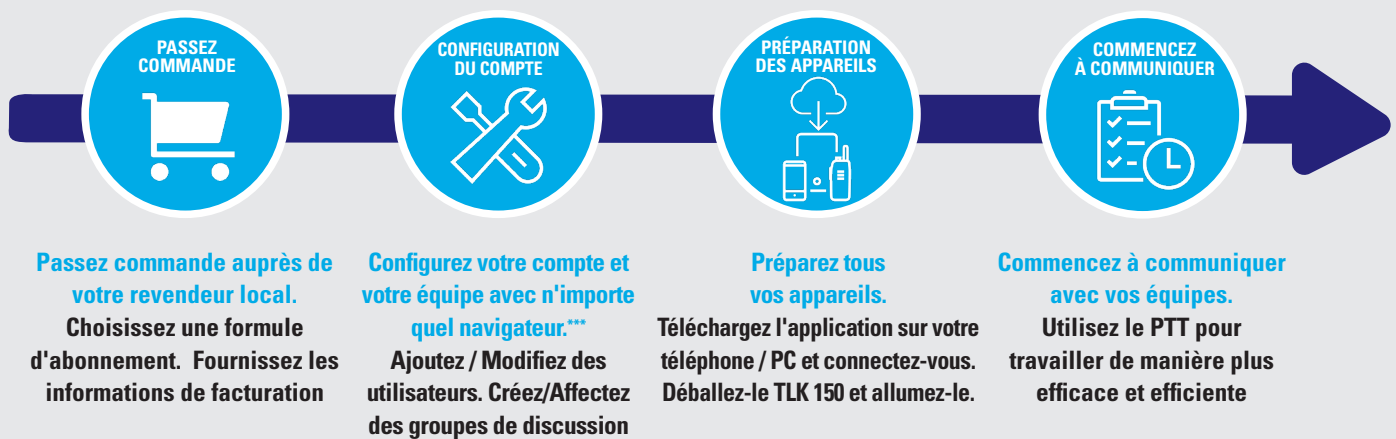 PASSEZ
COMMANDE
CONFIGURATION
DU COMPTE
PRÉPARATION
DES APPAREILS
COMMENCEZ
À COMMUNIQUER
Passez commande auprès de
votre revendeur local.
Choisissez une formule
d'abonnement. Fournissez les
informations de facturation
Configurez votre compte et
votre équipe avec n'importe
quel navigateur.***
Ajoutez / Modifiez des
utilisateurs. Créez/Affectez
des groupes de discussion
Préparez tous
vos appareils.
Téléchargez l'application sur votre
téléphone / PC et connectez-vous.
Déballez-le TLK 150 et allumez-le.
Commencez à communiquer
avec vos équipes.
Utilisez le PTT pour
travailler de manière plus
efficace et efficiente